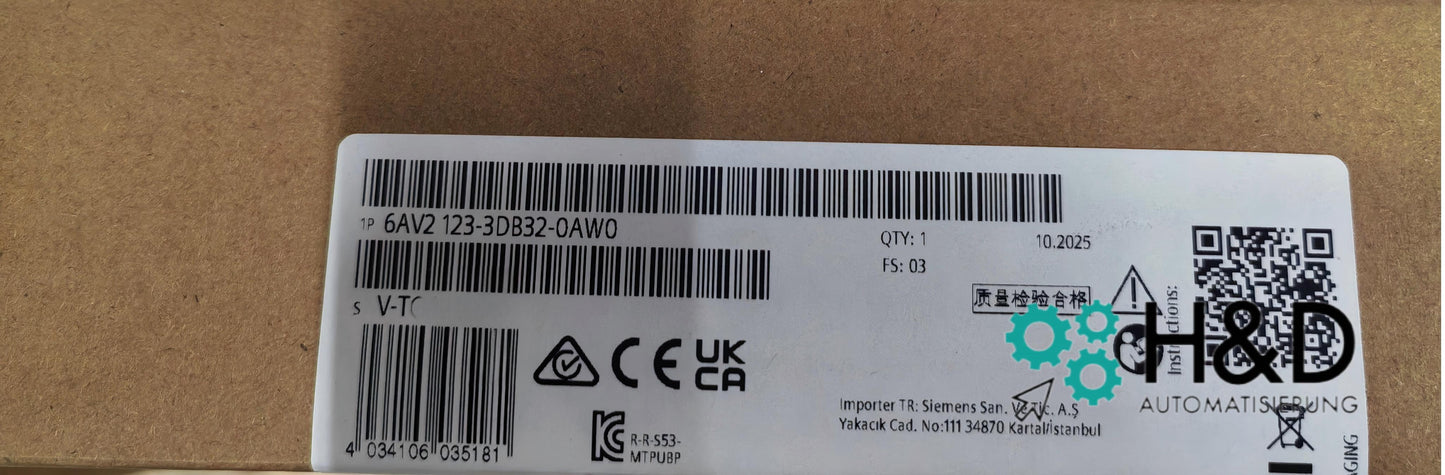 1P 6AV2 123-3DB32-0AW0
QTY: 1
10.2025
FS: 03
S V-TC
质量检验合格
Instructions:
H&D
AUTOMATISIERUNG
CE
UK
CA
Importer TR: Siemens San. Ve Tic. A.Ş
Yakacık Cad. No:111 34870 Kartal/İstanbul
R-R-S53-
MTPUBP
4 034106 035181